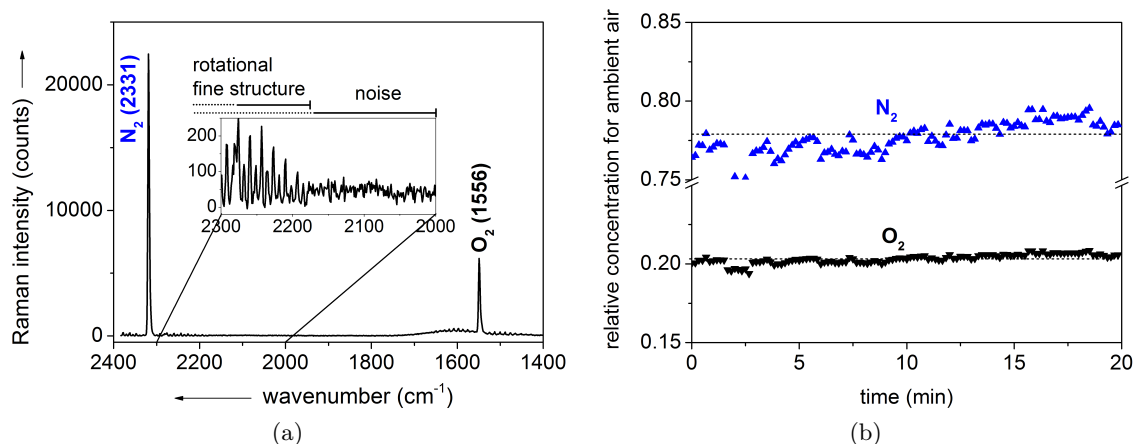 Raman intensity (counts)
20000
10000
0
2400
2200
2000
1800
1600
1400
wavenumber (cm⁻¹)
N₂ (2331)
O₂ (1556)
rotational
fine structure
noise
200
100
0
2300
2200
2100
2000
(a)
relative concentration for ambient air
0.85
0.80
0.75
0.20
0.15
N₂
O₂
0
5
10
15
20
time (min)
(b)